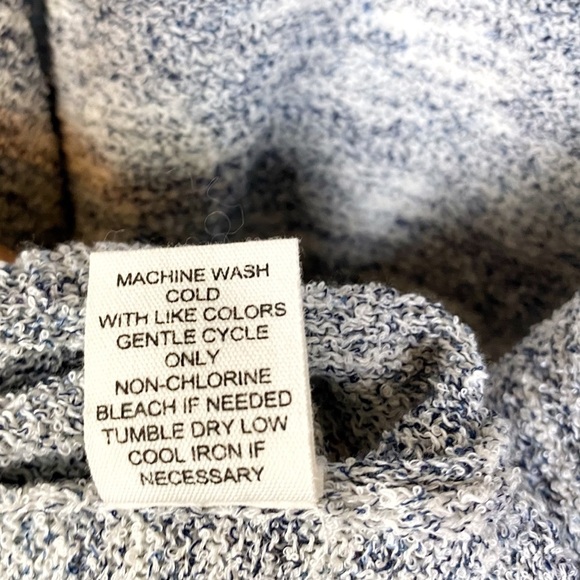 MACHINE WASH
COLD
WITH LIKE COLORS
GENTLE CYCLE
ONLY
NON-CHLORINE
BLEACH IF NEEDED
TUMBLE DRY LOW
COOL IRON IF
NECESSARY